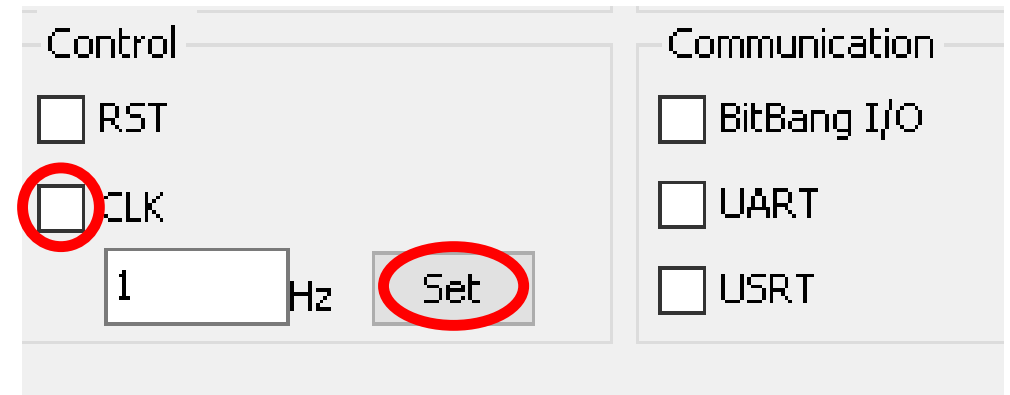 Control
RST
CLK
1 Hz Set
Communication
BitBang I/O
UART
USRT